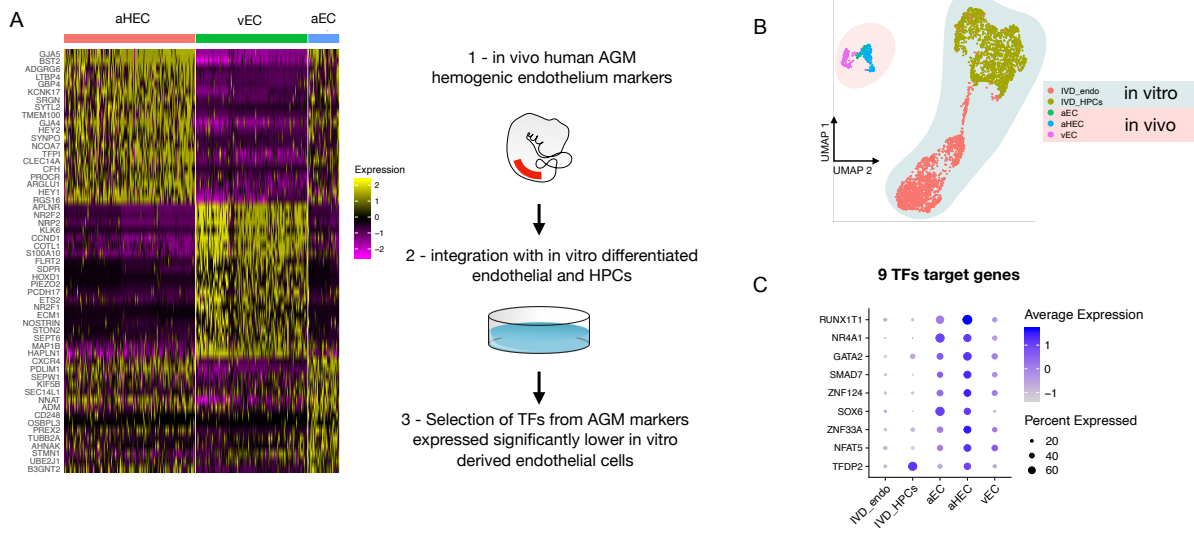 A
aHEC
vEC
aEC
GJA5
BST2
ADGRG6
LTBP4
GBP4
KCNK17
SRGN
SYTL2
TMEM100
GJA4
HEY2
SYNPO
NCOA7
TFPI
CLEC14A
CFH
PROCR
ARGLU1
HEY1
RGS16
APLNR
NR2F2
NRP2
KLK6
CCND1
COTL1
S100A10
FLRT2
SDPR
HOXD1
PIEZO2
PCDH17
ETS2
NR2F1
ECM1
NOSTRIN
STON2
SEPT6
MAP1B
HAPLN1
CXCR4
PDLIM1
SEPW1
KIF5B
SEC14L1
NNAT
ADM
CD248
OSBPL3
PREX2
TUBB2A
AHNAK
STMN1
UBE2J1
B3GNT2
Expression
2
1
0
−1
−2
1 - in vivo human AGM
hemogenic endothelium markers
2 - integration with in vitro differentiated
endothelial and HPCs
3 - Selection of TFs from AGM markers
expressed significantly lower in vitro
derived endothelial cells
B
UMAP 1
UMAP 2
IVD_endo
IVD_HPCs
aEC
aHEC
vEC
in vitro
in vivo
C
9 TFs target genes
RUNX1T1
NR4A1
GATA2
SMAD7
ZNF124
SOX6
ZNF33A
NFAT5
TFDP2
IVD_endo
IVD_HPCs
aEC
aHEC
vEC
Average Expression
1
0
−1
Percent Expressed
20
40
60